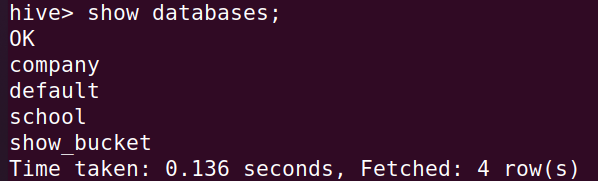 hive> show databases;
OK
company
default
school
show_bucket
Time taken: 0.136 seconds, Fetched: 4 row(s)